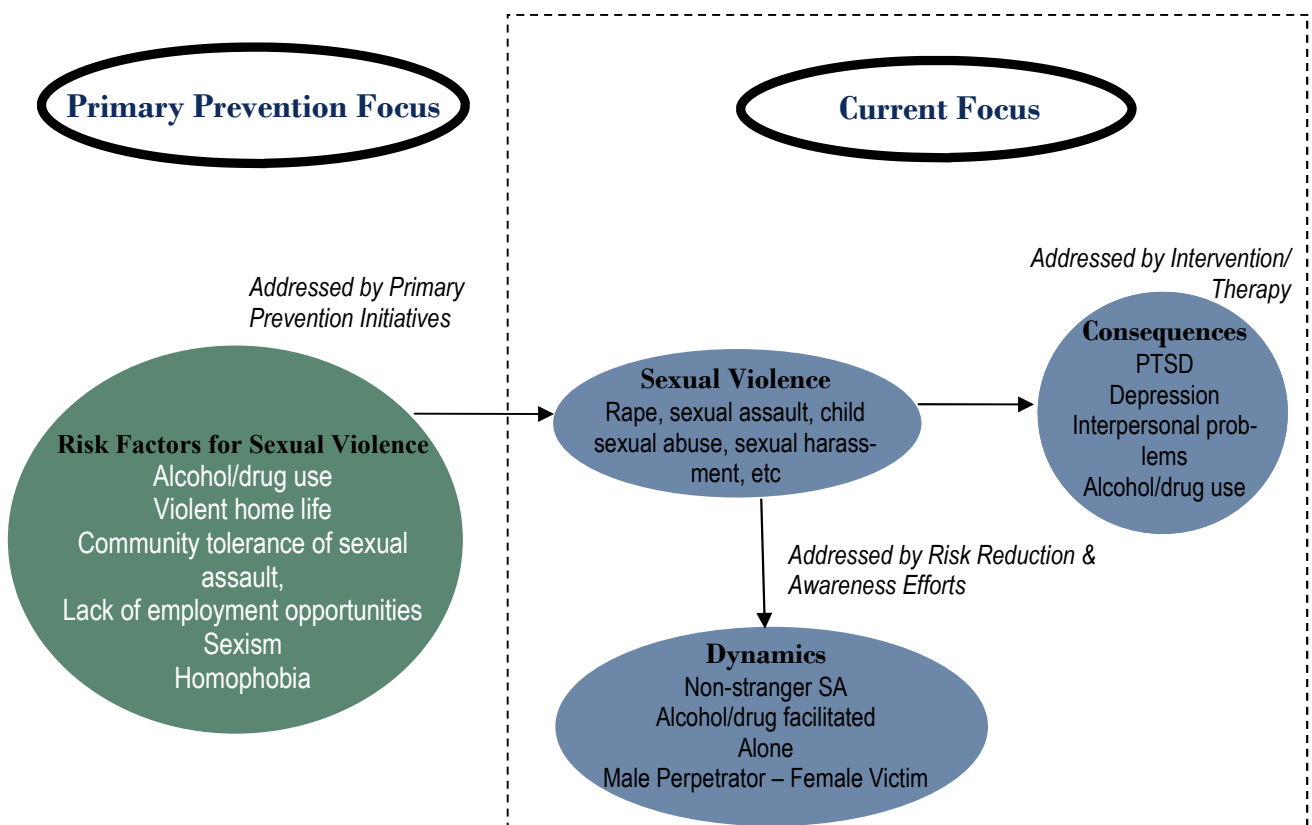 Primary Prevention Focus
Current Focus
Addressed by Primary
Prevention Initiatives
Risk Factors for Sexual Violence
Alcohol/drug use
Violent home life
Community tolerance of sexual
assault,
Lack of employment opportunities
Sexism
Homophobia
Sexual Violence
Rape, sexual assault, child
sexual abuse, sexual harass-
ment, etc
Addressed by Intervention/
Therapy
Consequences
PTSD
Depression
Interpersonal prob-
lems
Alcohol/drug use
Addressed by Risk Reduction &
Awareness Efforts
Dynamics
Non-stranger SA
Alcohol/drug facilitated
Alone
Male Perpetrator – Female Victim